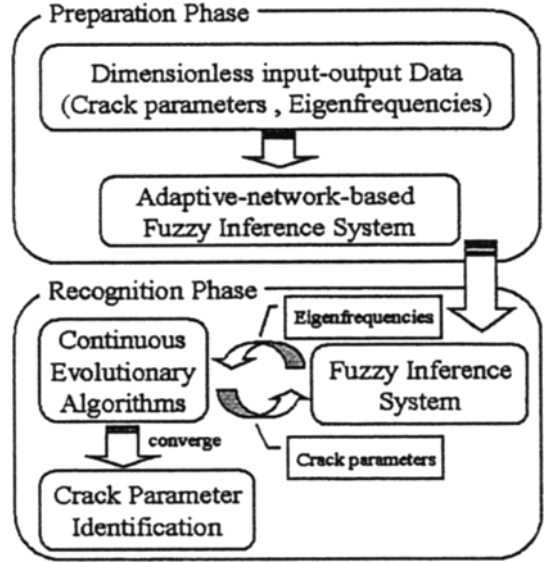 Preparation Phase
Dimensionless input-output Data
(Crack parameters , Eigenfrequencies)
Adaptive-network-based
Fuzzy Inference System
Recognition Phase
Eigenfrequencies
Continuous
Evolutionary
Algorithms
Fuzzy Inference
System
converge
Crack parameters
Crack Parameter
Identification